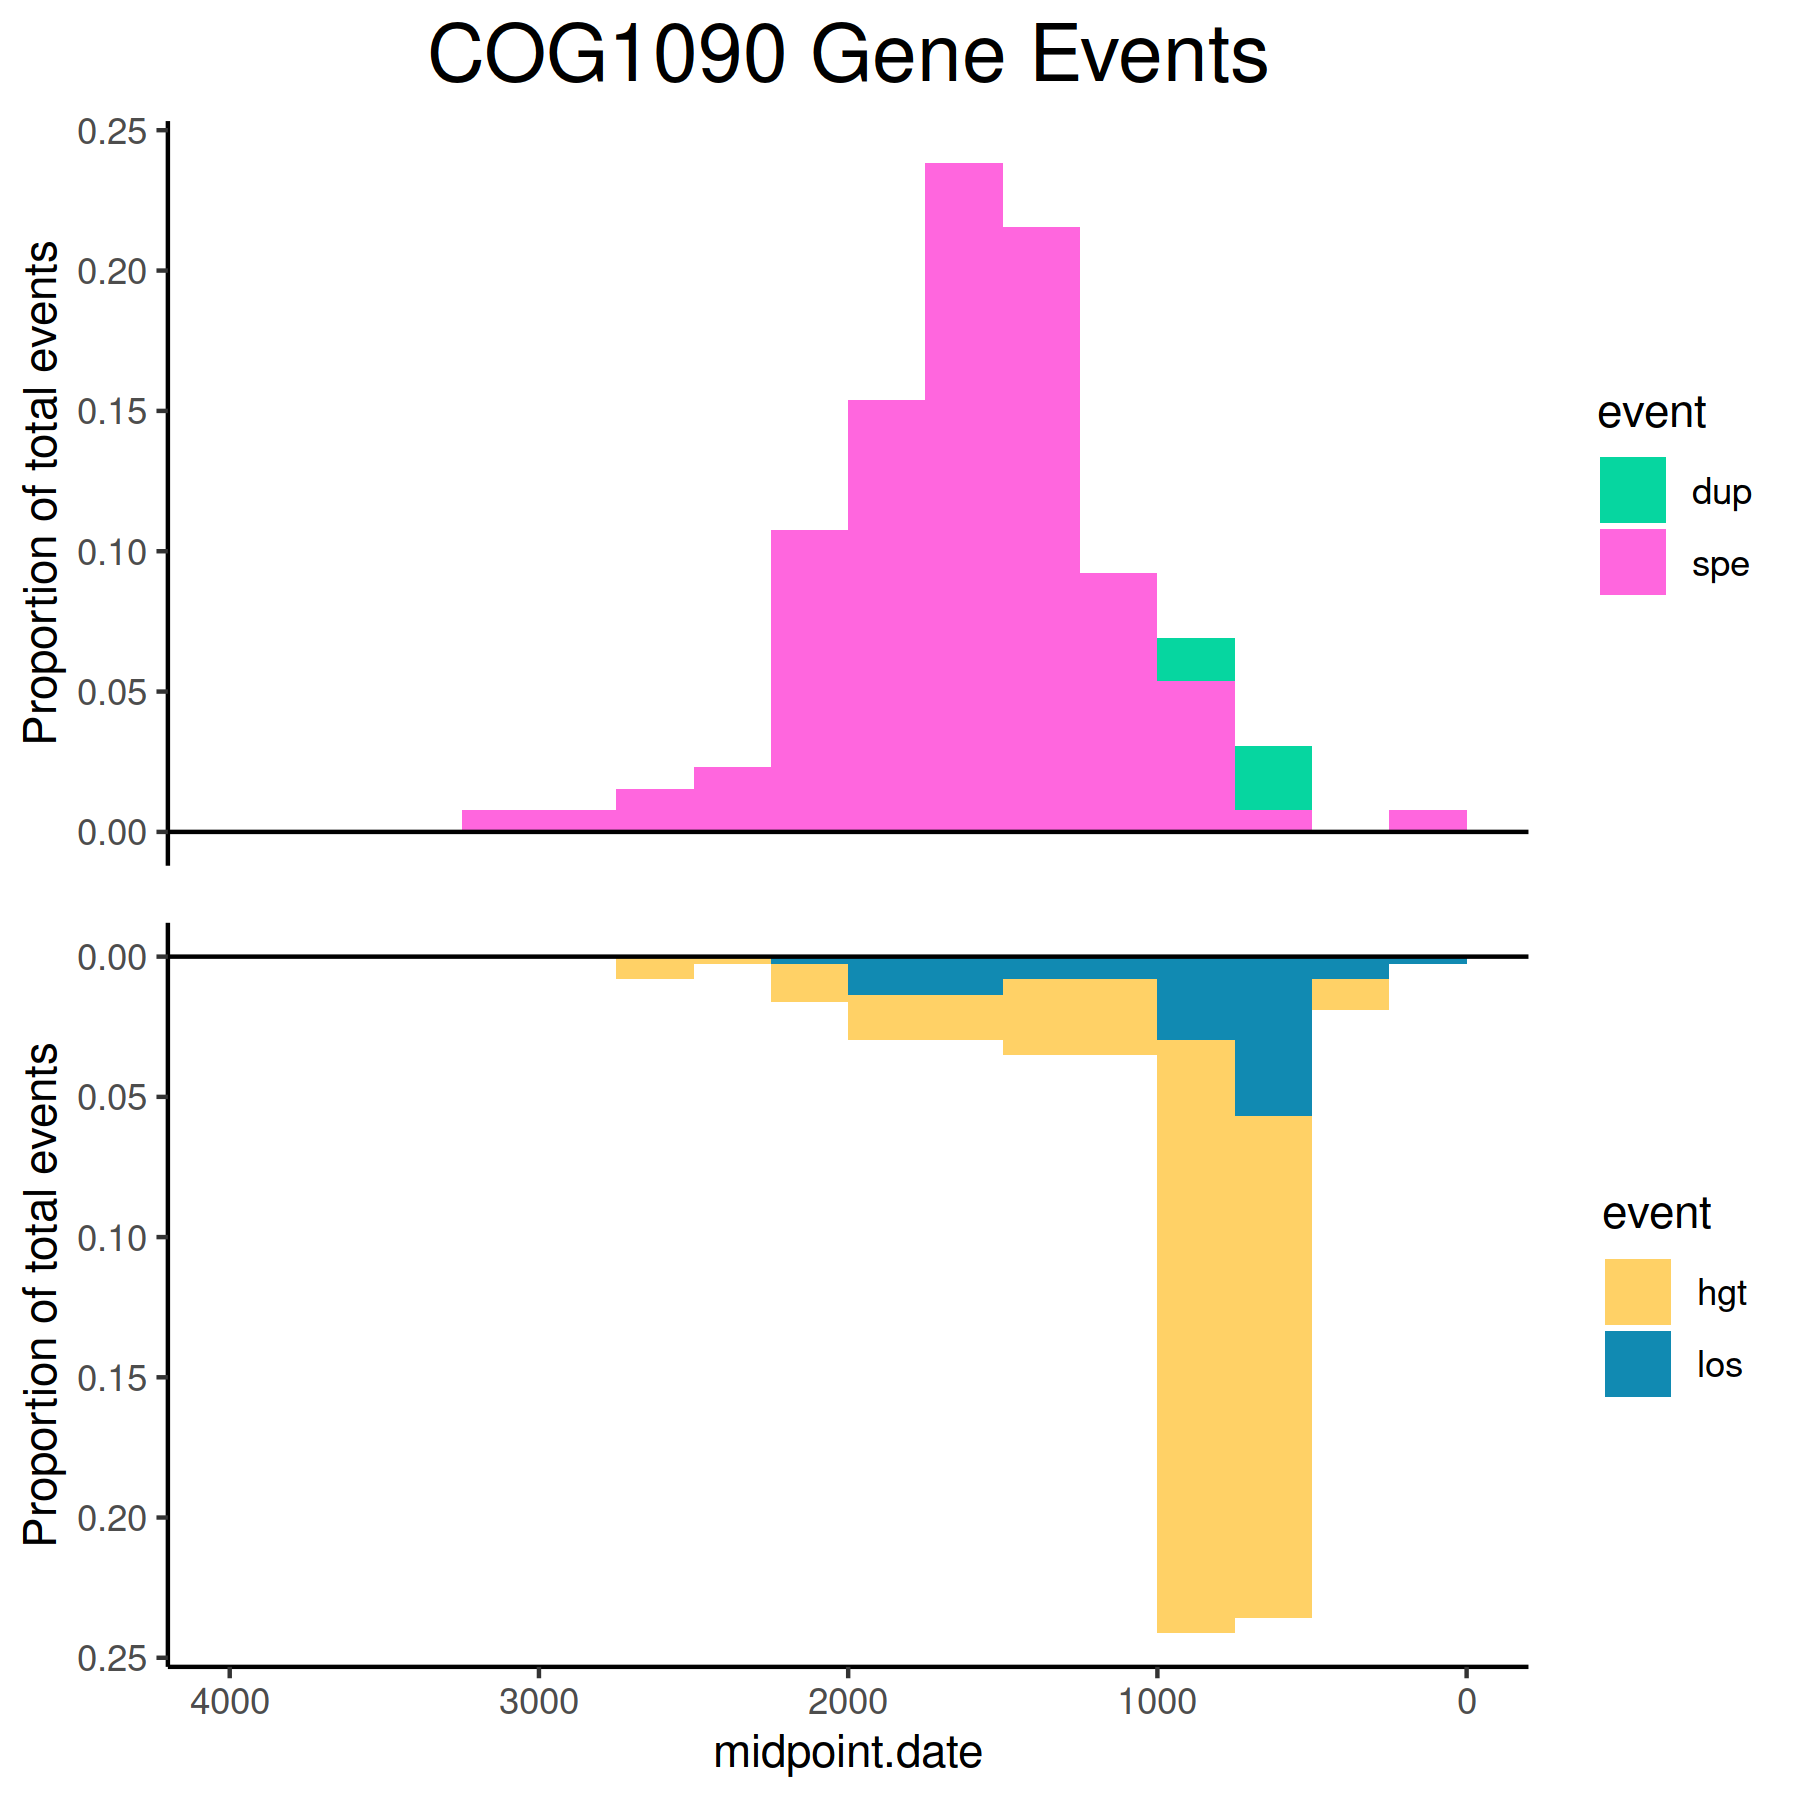 COG1090 Gene Events
Proportion of total events
0.25
0.20
0.15
0.10
0.05
0.00
event
dup
spe
Proportion of total events
0.00
0.05
0.10
0.15
0.20
0.25
event
hgt
los
4000 3000 2000 1000 0
midpoint.date